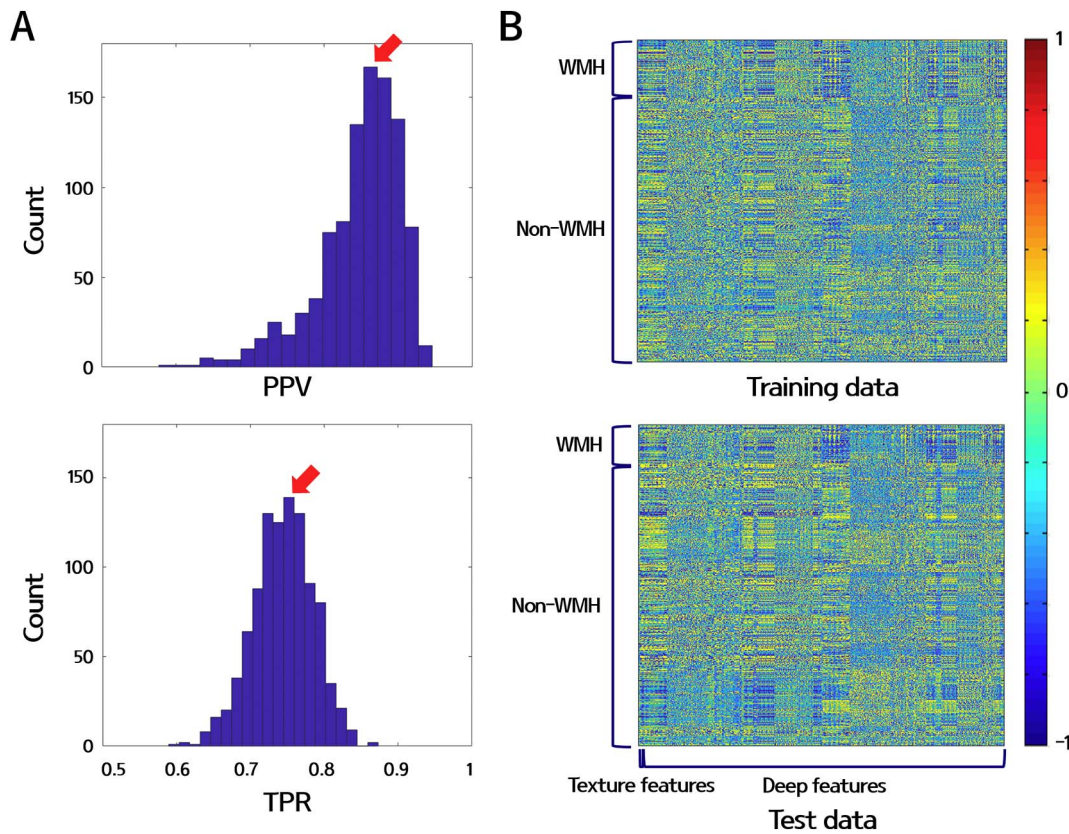 A
150
100
50
0
Count
PPV
150
100
50
0
Count
0.5 0.6 0.7 0.8 0.9 1
TPR
B
WMH
Non-WMH
Training data
WMH
Non-WMH
Texture features Deep features
Test data
1
0
-1